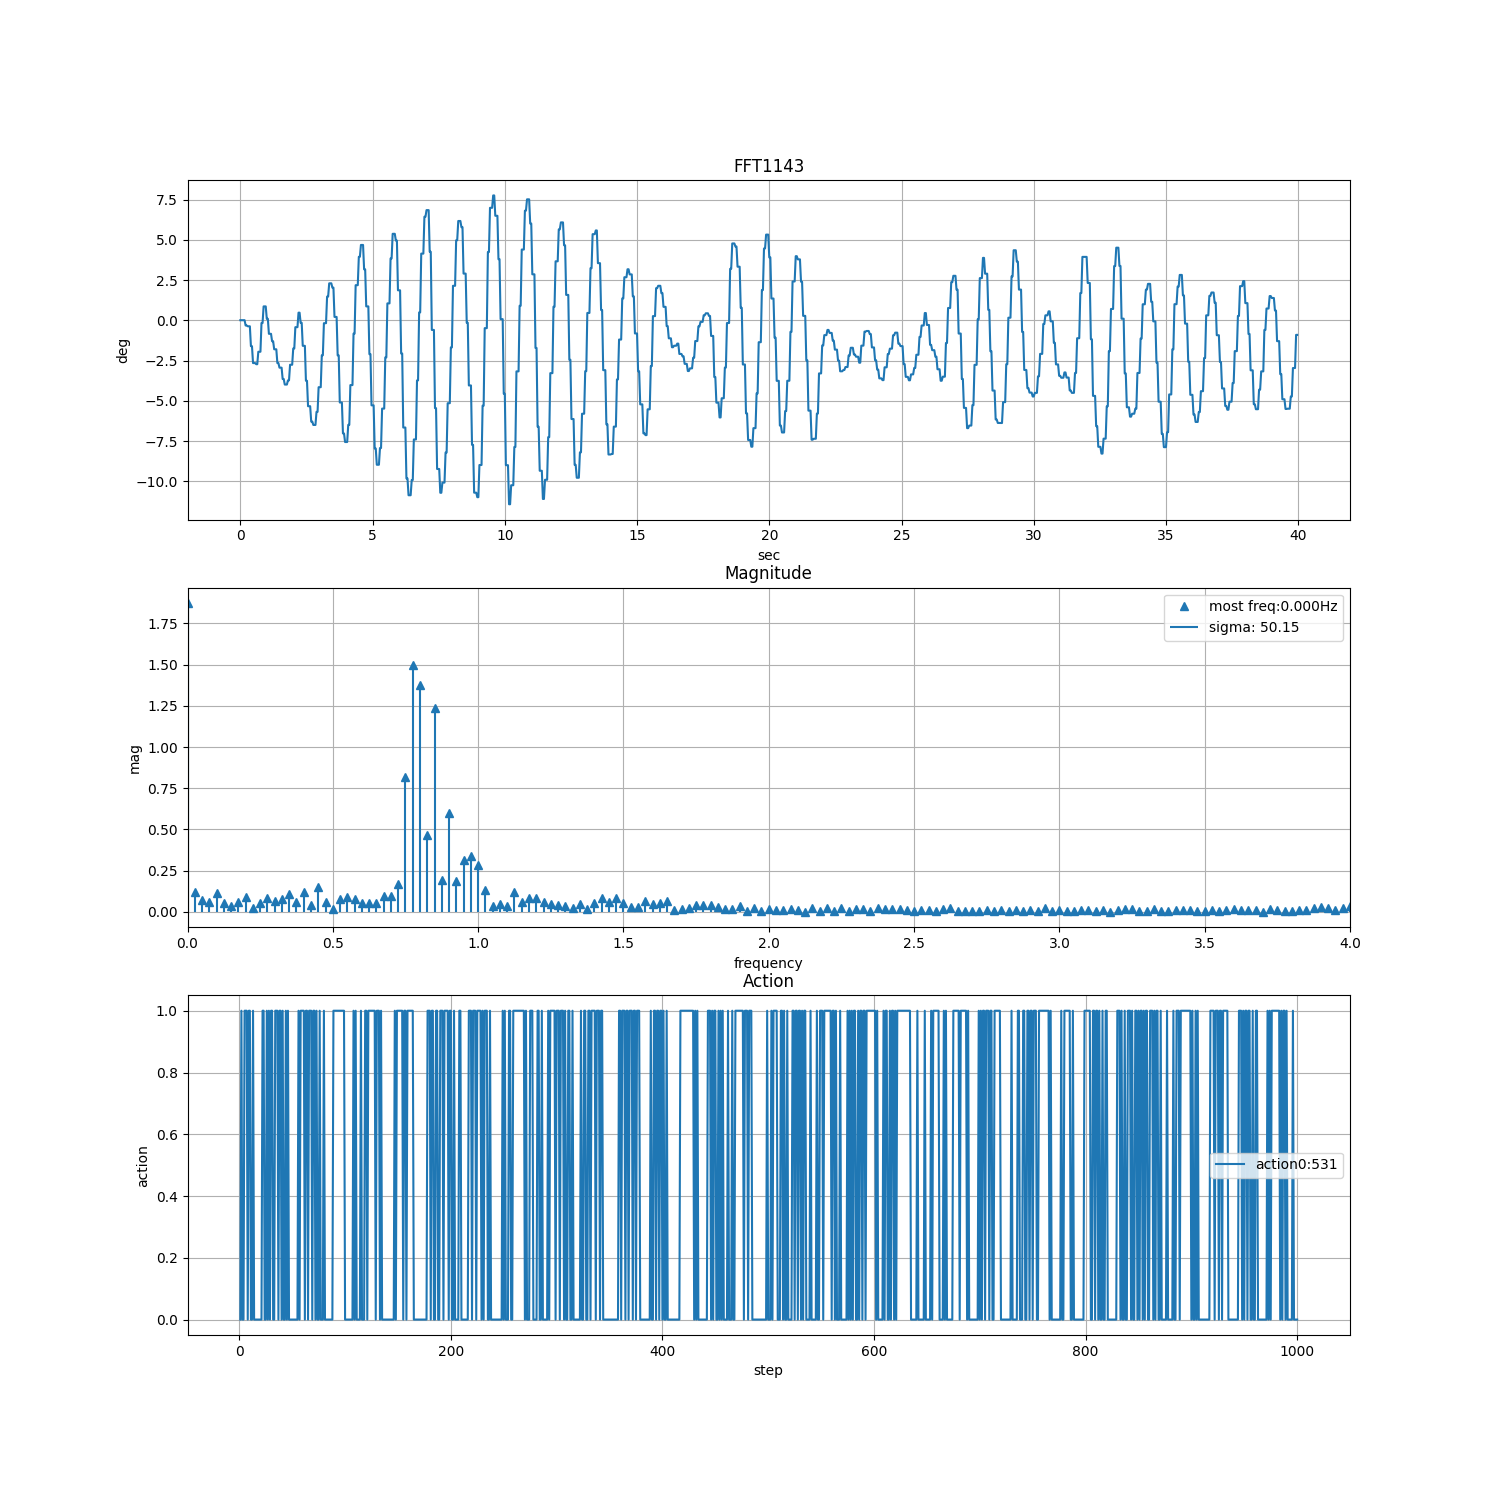 FFT1143
7.5
5.0
2.5
0.0
−2.5
−5.0
−7.5
−10.0
deg
0 5 10 15 20 25 30 35 40
sec
Magnitude
most freq:0.000Hz
sigma: 50.15
1.75
1.50
1.25
1.00
0.75
0.50
0.25
0.00
mag
0.0 0.5 1.0 1.5 2.0 2.5 3.0 3.5 4.0
frequency
Action
1.0
0.8
0.6
0.4
0.2
0.0
action
action0:531
0 200 400 600 800 1000
step